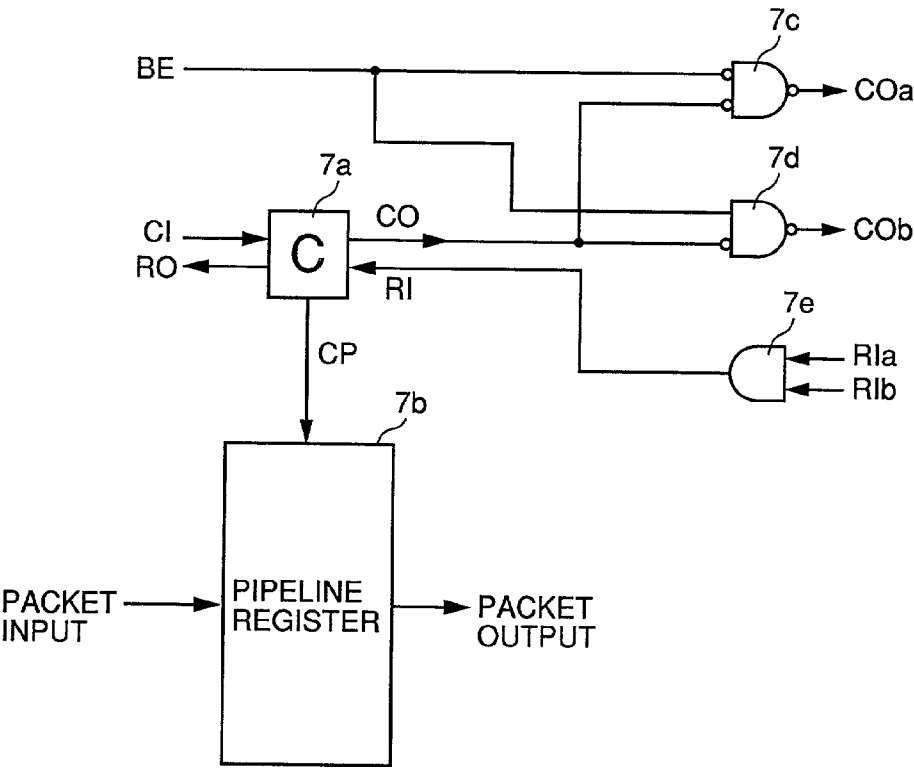 7c
BE
COa
7a
7d
CO
CI
C
COb
RO
RI
7e
CP
RIa
RIb
7b
PACKET
INPUT
PIPELINE
REGISTER
PACKET
OUTPUT